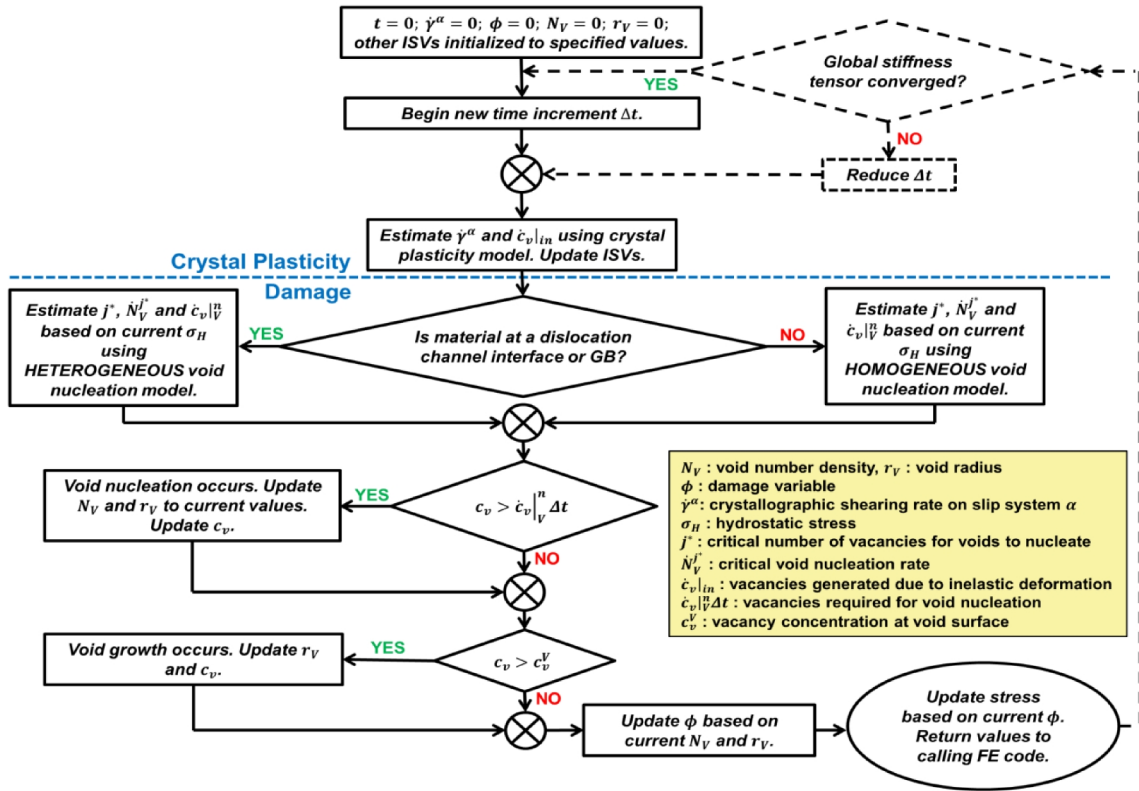 t = 0; γ̇^α = 0; ϕ = 0; N_V = 0; r_V = 0;
other ISVs initialized to specified values.
Global stiffness
tensor converged?
YES
Begin new time increment Δt.
NO
Reduce Δt
Estimate γ̇^α and ċ_v|_in using crystal
plasticity model. Update ISVs.
Crystal Plasticity
Damage
Estimate j*, Ṅ_V^{j*} and ċ_v|_V^n
based on current σ_H
using
HETEROGENEOUS void
nucleation model.
YES
Is material at a dislocation
channel interface or GB?
NO
Estimate j*, Ṅ_V^{j*} and
ċ_v|_V^n based on current
σ_H using
HOMOGENEOUS void
nucleation model.
Void nucleation occurs. Update
N_V and r_V to current values.
Update c_v.
YES
c_v > ċ_v|_V^n Δt
NO
N_V : void number density, r_V : void radius
ϕ : damage variable
γ̇^α: crystallographic shearing rate on slip system α
σ_H : hydrostatic stress
j* : critical number of vacancies for voids to nucleate
Ṅ_V^{j*} : critical void nucleation rate
ċ_v|_in : vacancies generated due to inelastic deformation
ċ_v|_V^n Δt : vacancies required for void nucleation
c_v^V : vacancy concentration at void surface
Void growth occurs. Update r_V
and c_v.
YES
c_v > c_v^V
NO
Update ϕ based on
current N_V and r_V.
Update stress
based on current ϕ.
Return values to
calling FE code.